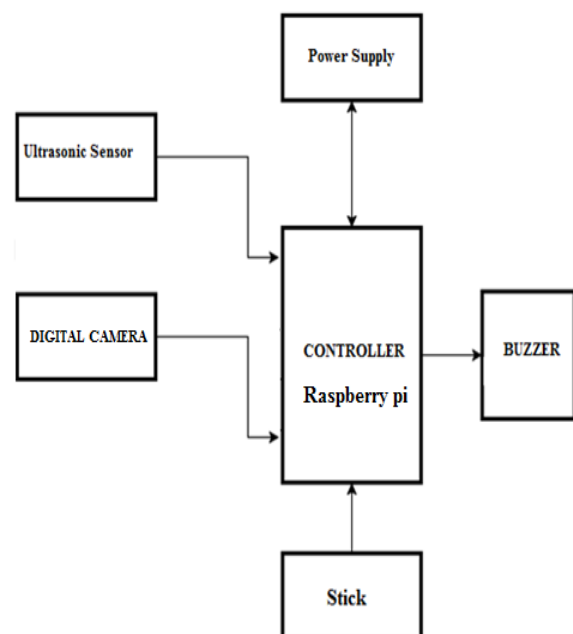 Power Supply
Ultrasonic Sensor
DIGITAL CAMERA
CONTROLLER
Raspberry pi
BUZZER
Stick